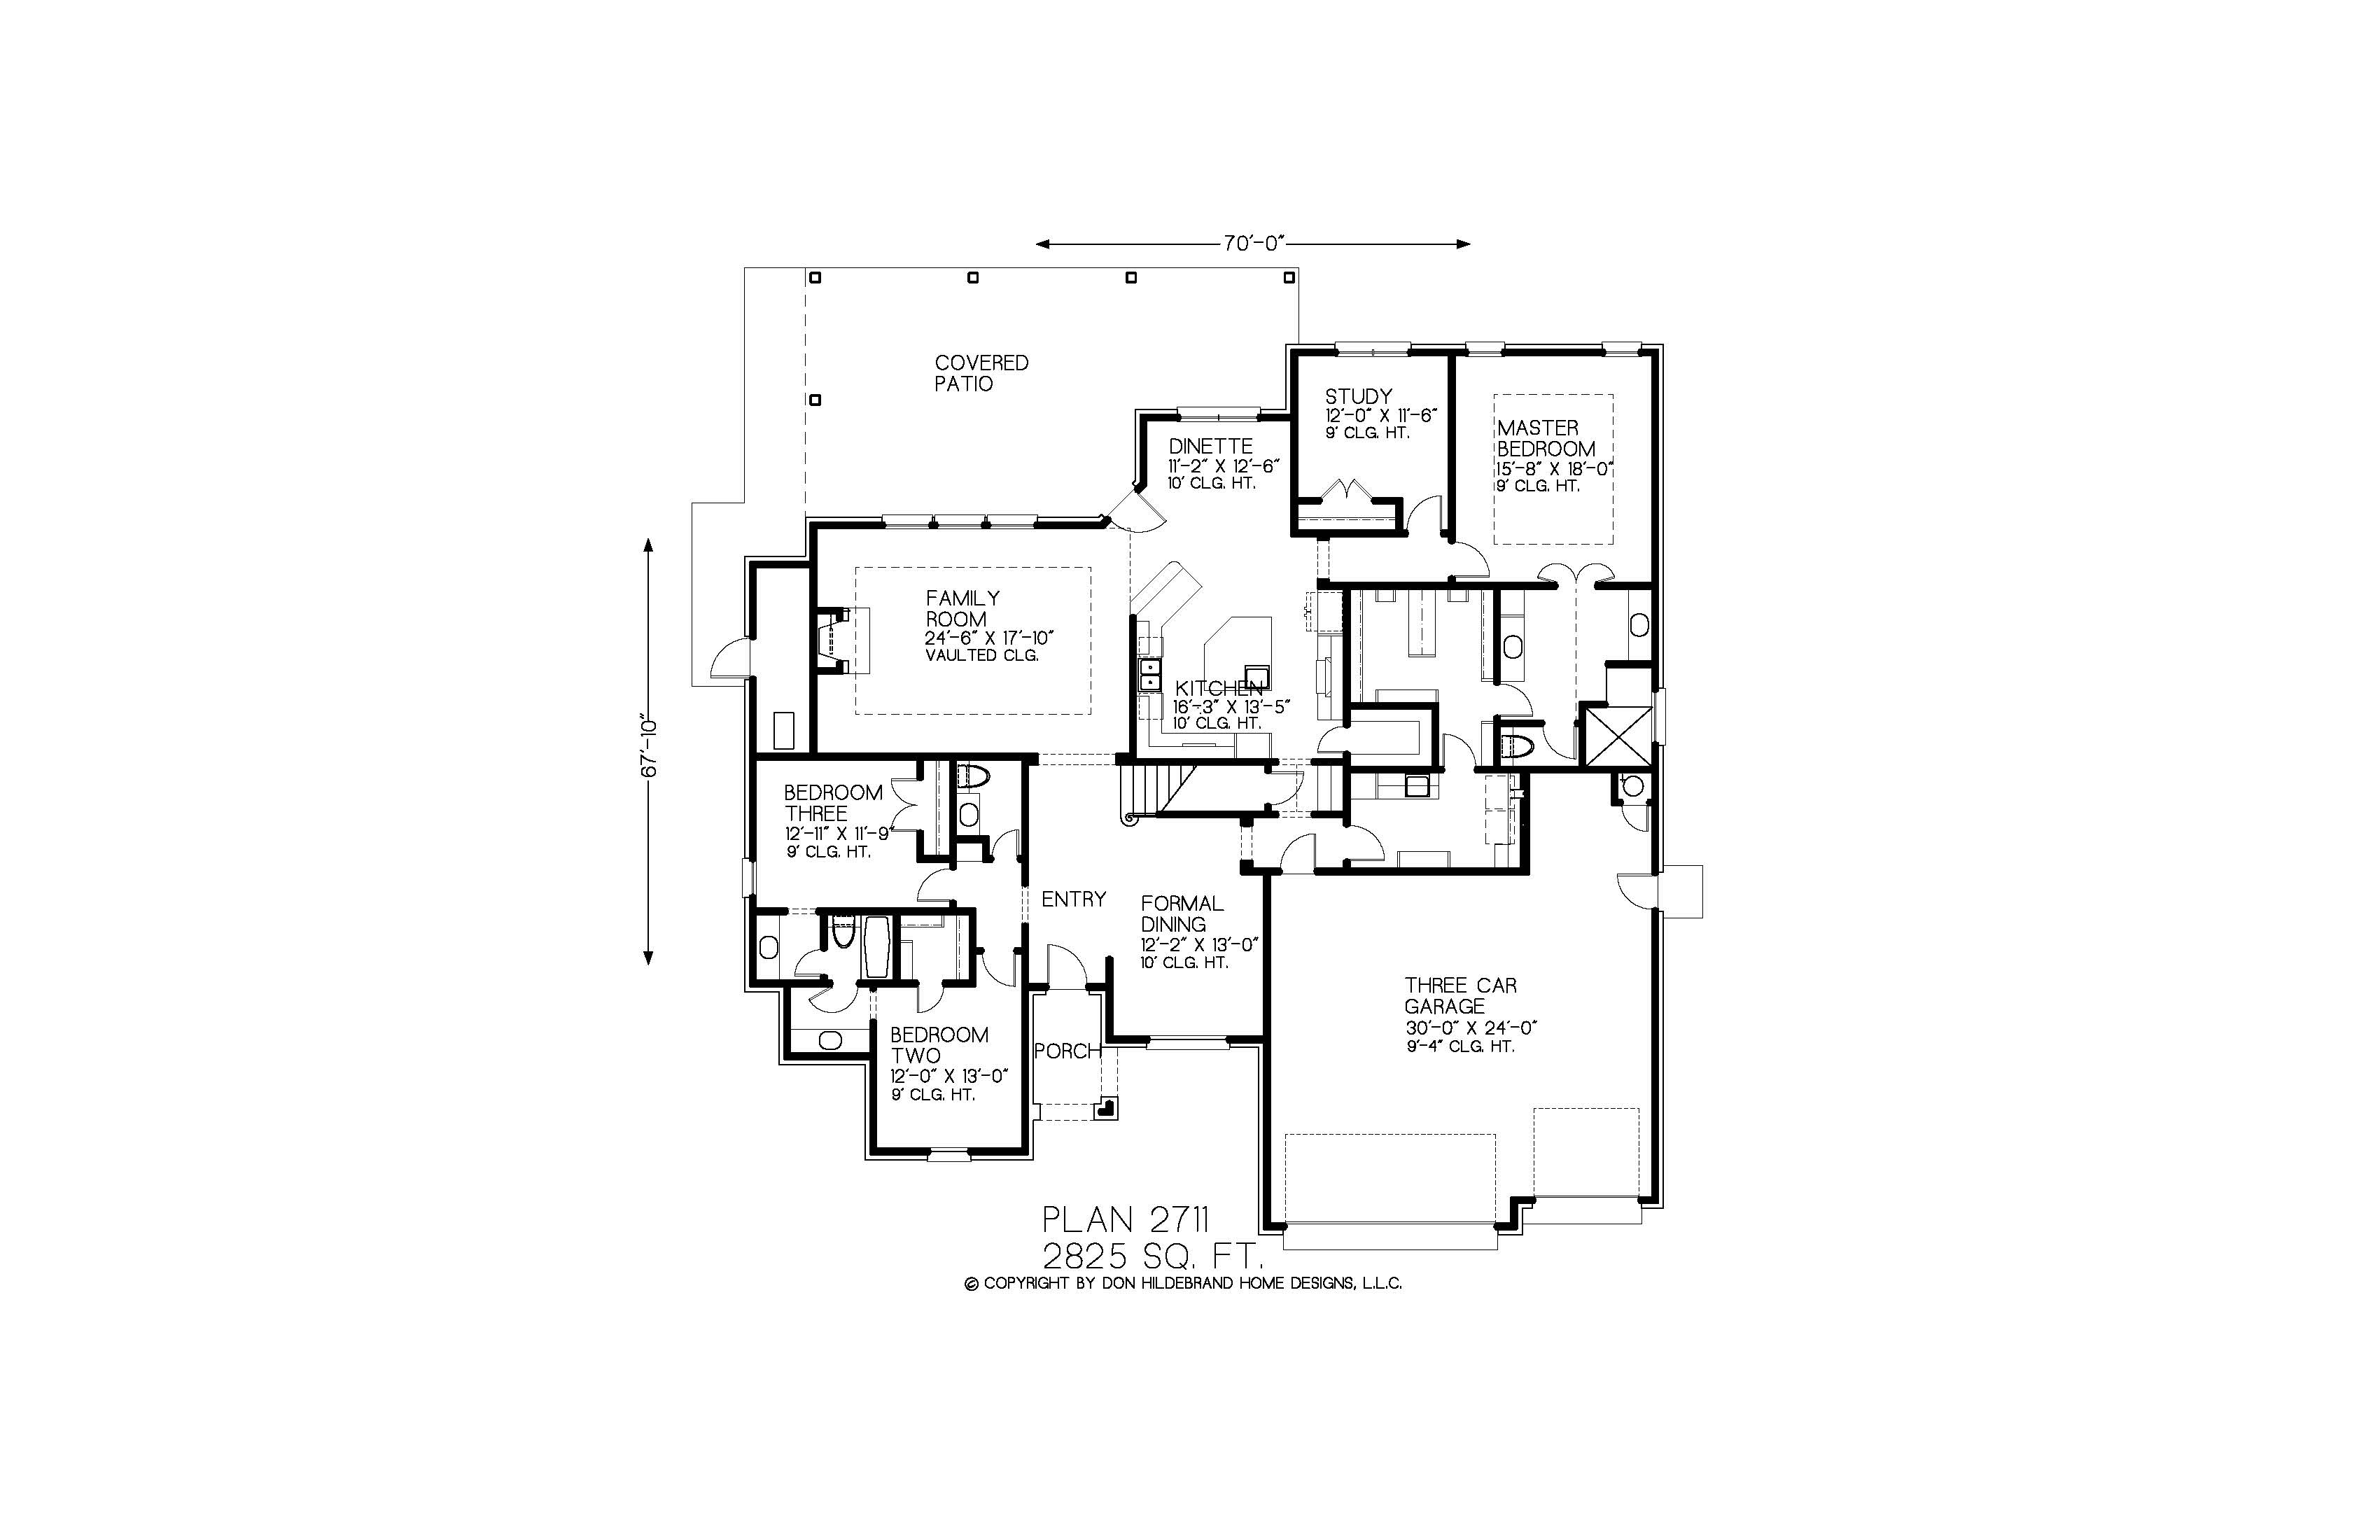 70'-0"
COVERED
PATIO
STUDY
12'-0" X 11'-6"
9' CLG. HT.
MASTER
BEDROOM
15'-8" X 18'-0"
9' CLG. HT.
DINETTE
11'-2" X 12'-6"
10' CLG. HT.
FAMILY
ROOM
24'-6" X 17'-10"
VAULTED CLG.
KITCHEN
16'-3" X 13'-5"
10' CLG. HT.
67'-10"
BEDROOM
THREE
12'-11" X 11'-9"
9' CLG. HT.
ENTRY
FORMAL
DINING
12'-2" X 13'-0"
10' CLG. HT.
THREE CAR
GARAGE
30'-0" X 24'-0"
9'-4" CLG. HT.
BEDROOM
TWO
12'-0" X 13'-0"
9' CLG. HT.
PORCH
PLAN 2711
2825 SQ. FT.
© COPYRIGHT BY DON HILDEBRAND HOME DESIGNS, L.L.C.